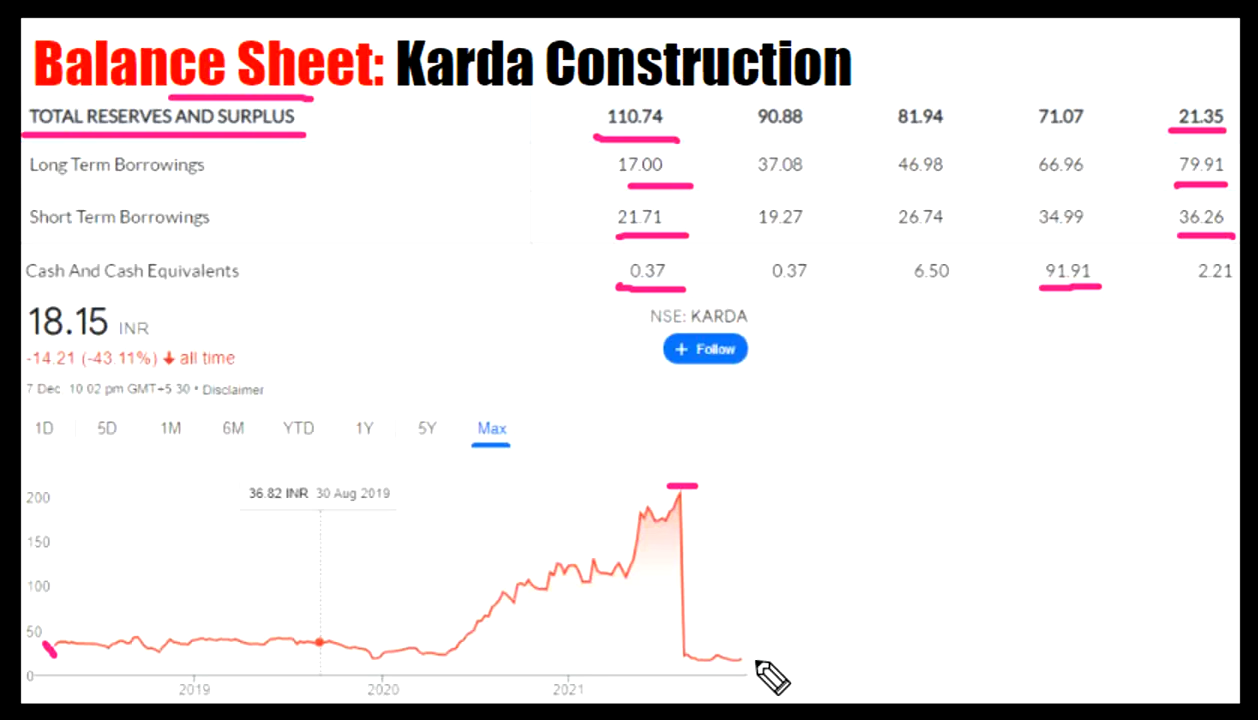 Balance Sheet: Karda Construction
TOTAL RESERVES AND SURPLUS 110.74 90.88 81.94 71.07 21.35
Long Term Borrowings 17.00 37.08 46.98 66.96 79.91
Short Term Borrowings 21.71 19.27 26.74 34.99 36.26
Cash And Cash Equivalents 0.37 0.37 6.50 91.91 2.21
18.15 INR NSE: KARDA
-14.21 (-43.11%) ↓ all time + Follow
7 Dec 10 02 pm GMT+5 30 • Disclaimer
1D 5D 1M 6M YTD 1Y 5Y Max
36.82 INR 30 Aug 2019
200
150
100
50
0
2019 2020 2021